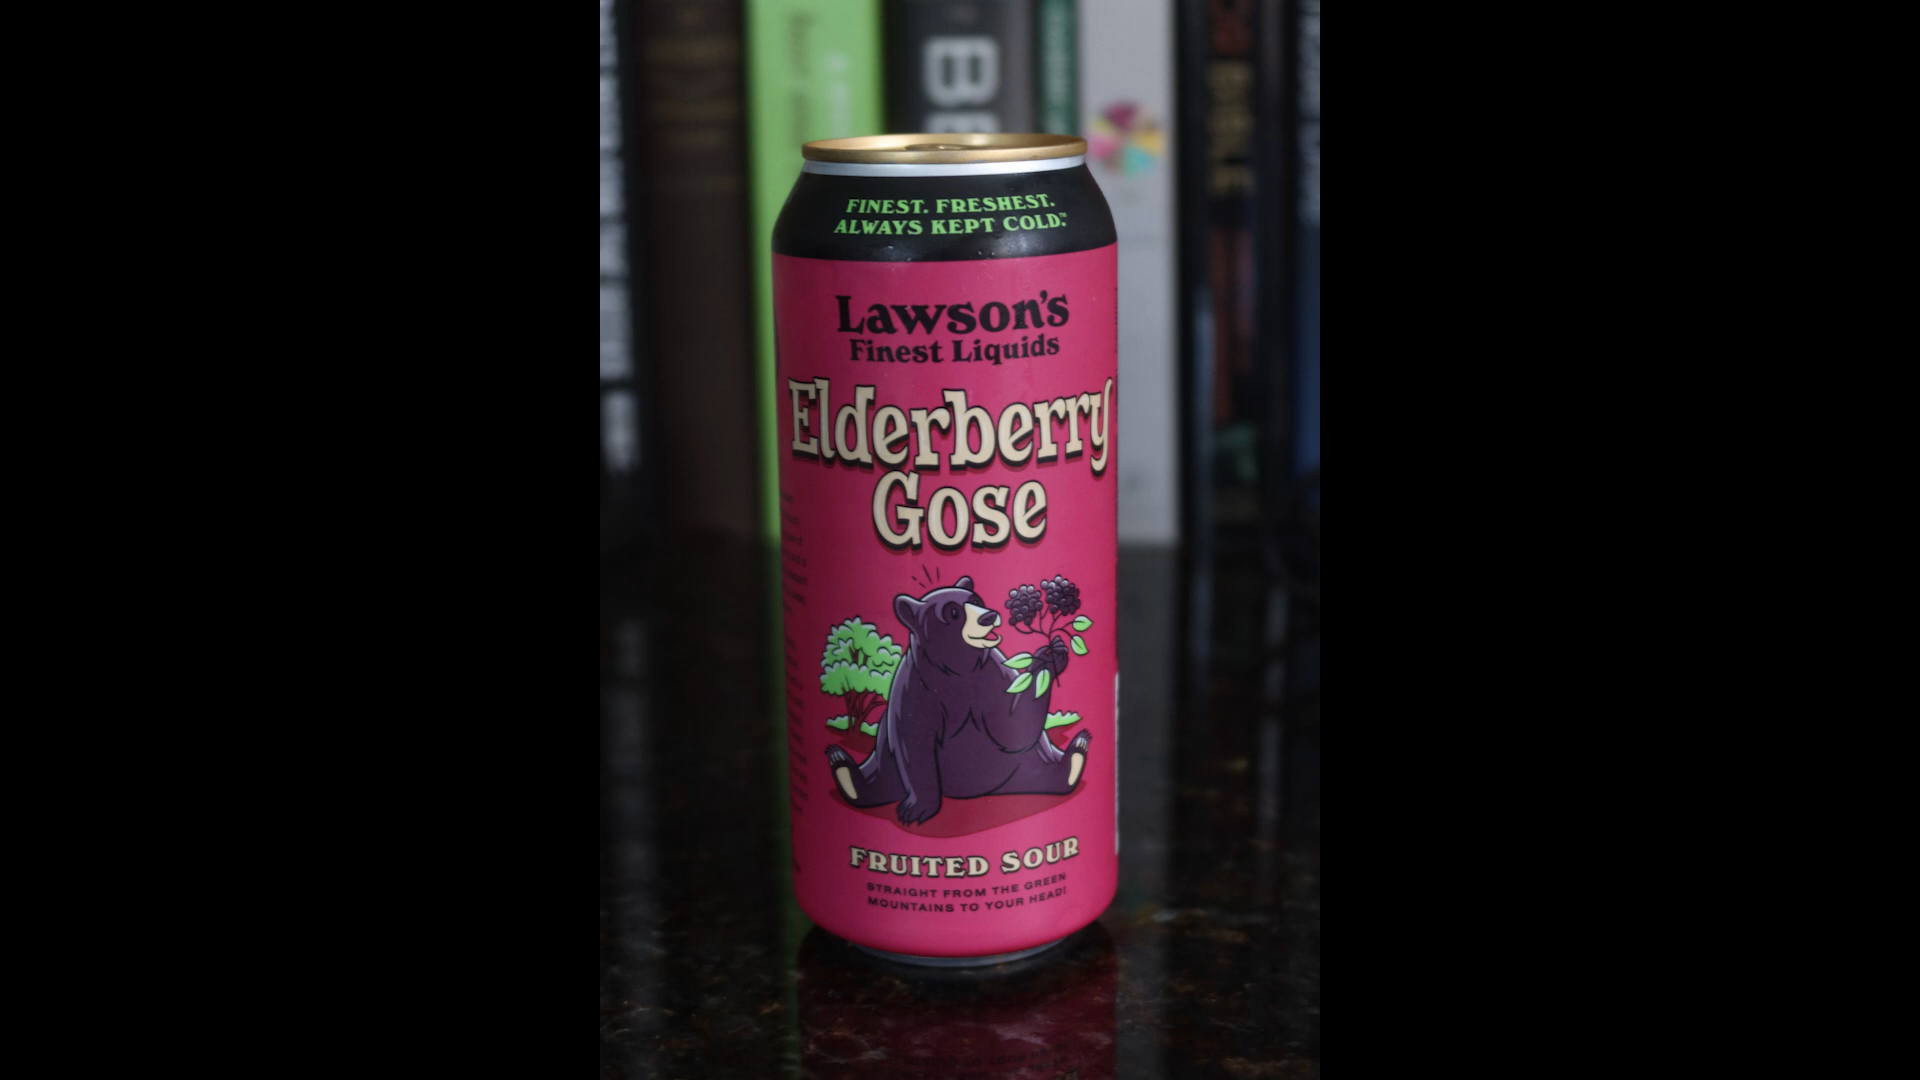 FINEST. FRESHEST.
ALWAYS KEPT COLD.™
Lawson's
Finest Liquids
Elderberry
Gose
FRUITED SOUR
STRAIGHT FROM THE GREEN
MOUNTAINS TO YOUR HEAD!